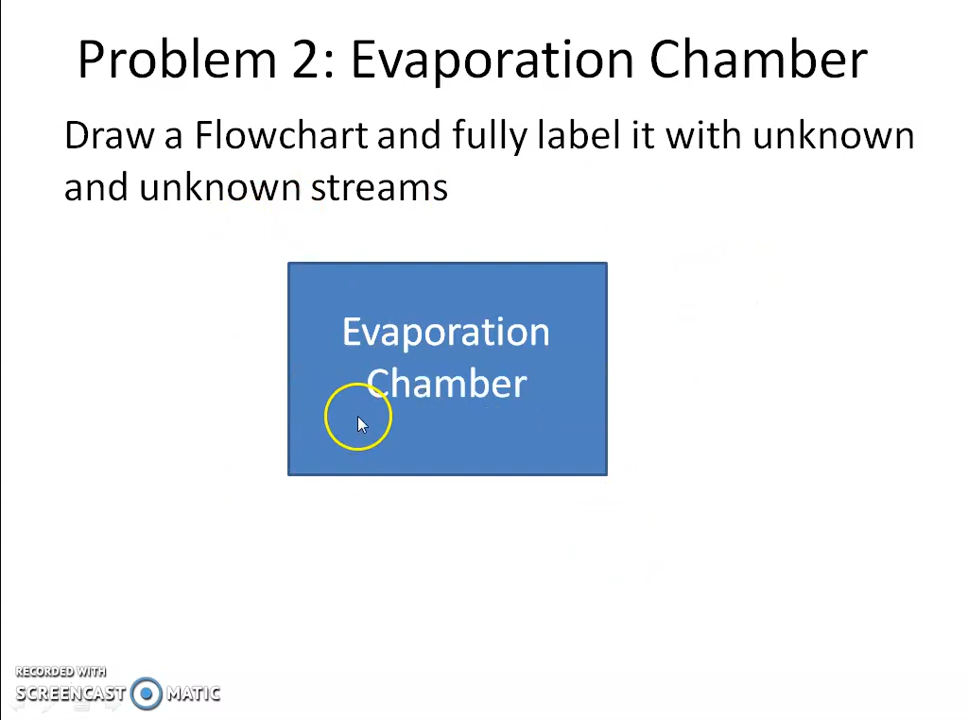 Problem 2: Evaporation Chamber
Draw a Flowchart and fully label it with unknown
and unknown streams
Evaporation
Chamber
RECORDED WITH
SCREENCAST MATIC